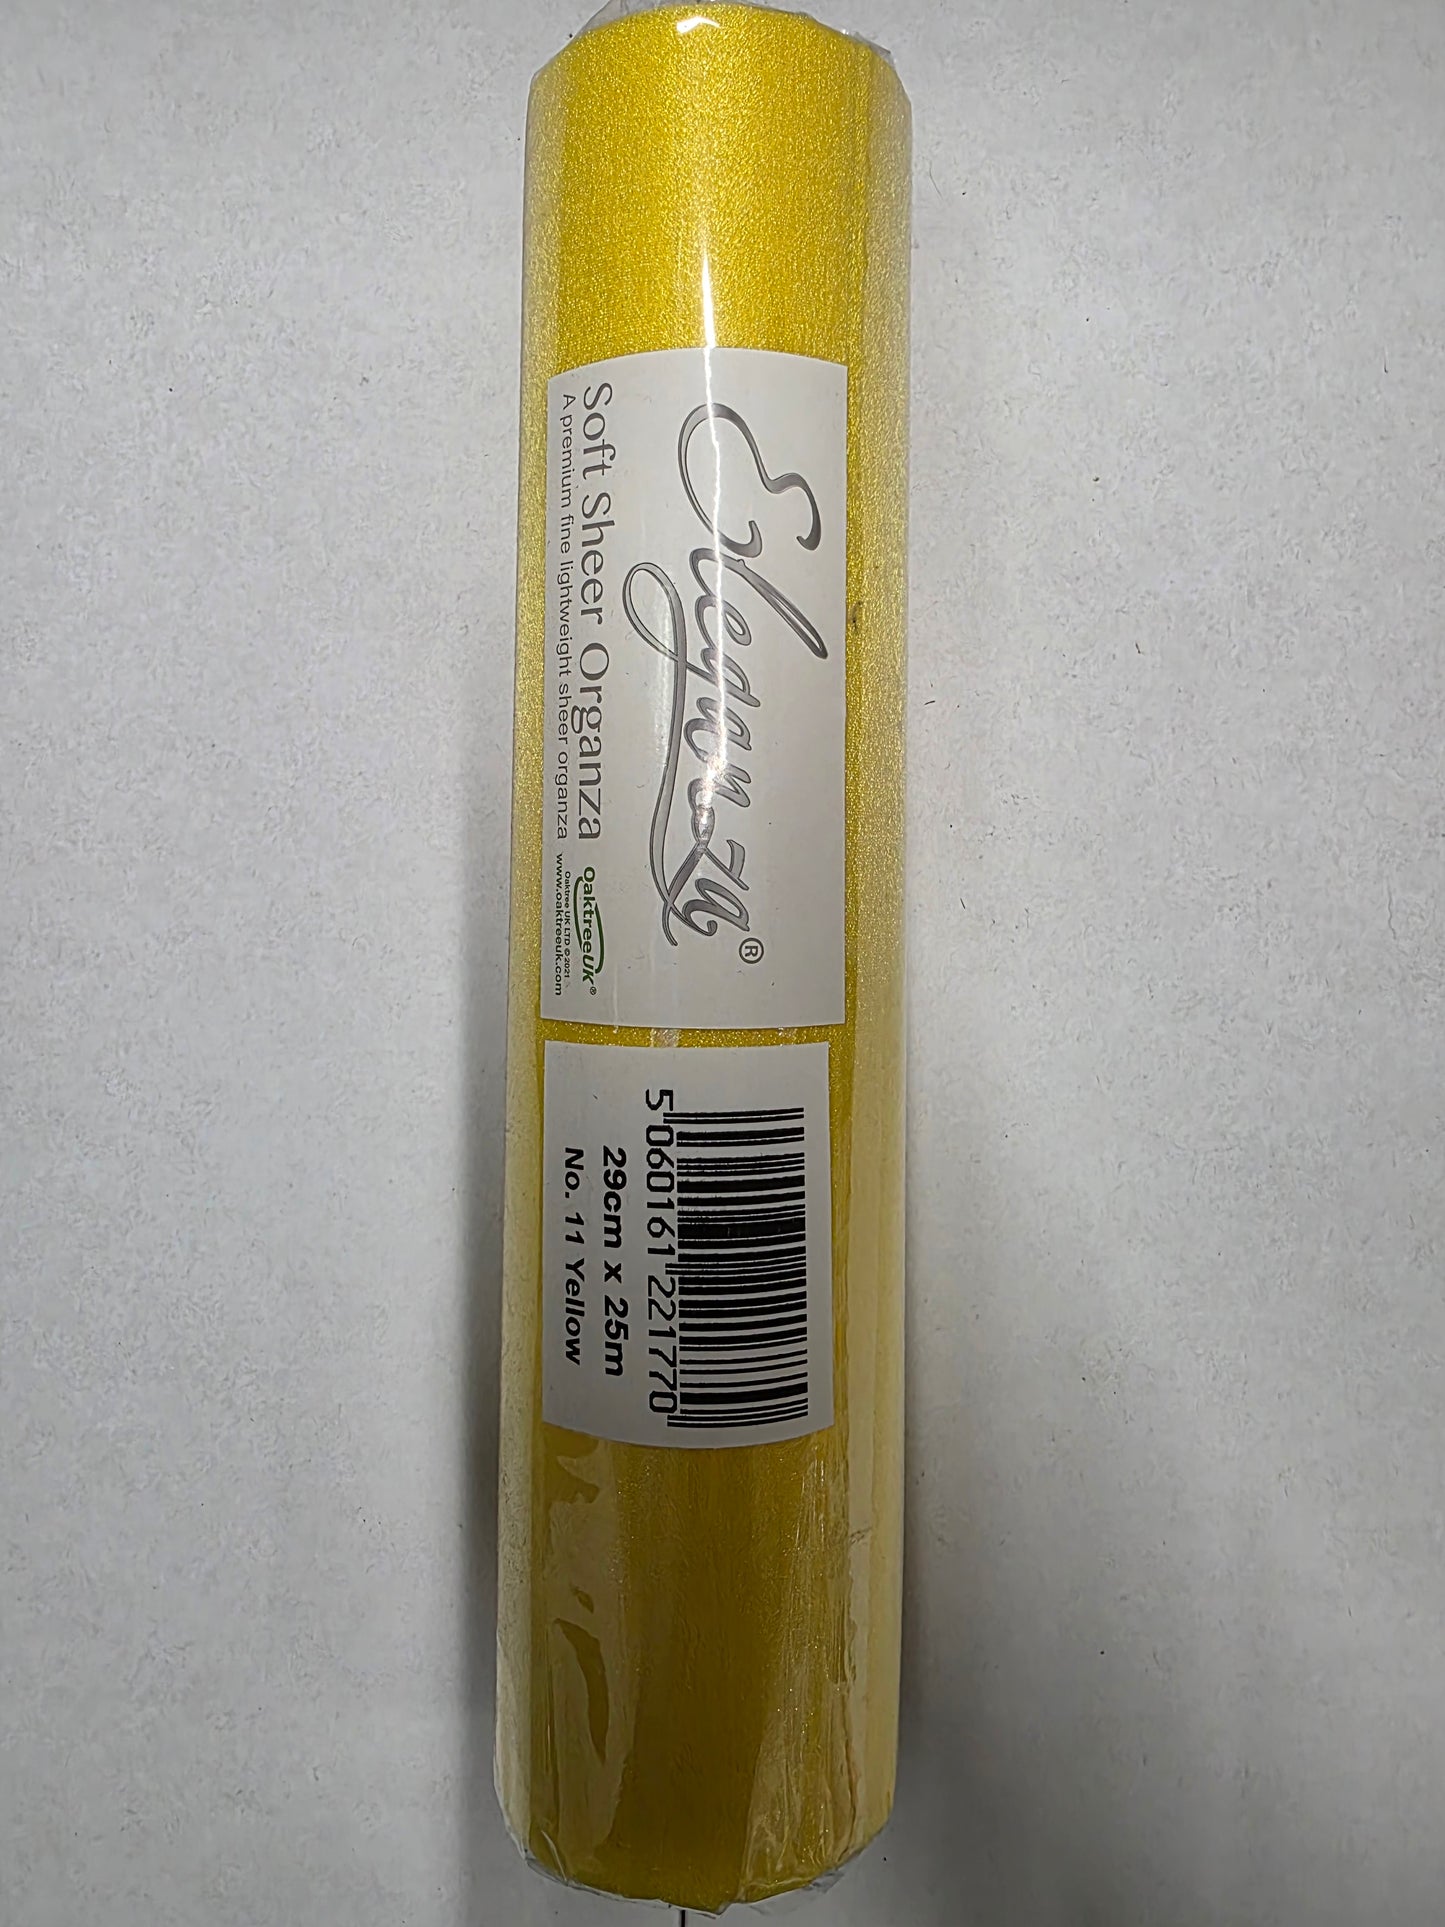 Eleganza®
Soft Sheer Organza
A premium fine lightweight sheer organza
OaktreeUK®
Oaktree UK LTD © 2021
www.oaktreeuk.com
5 060161 221770
29cm x 25m
No. 11 Yellow